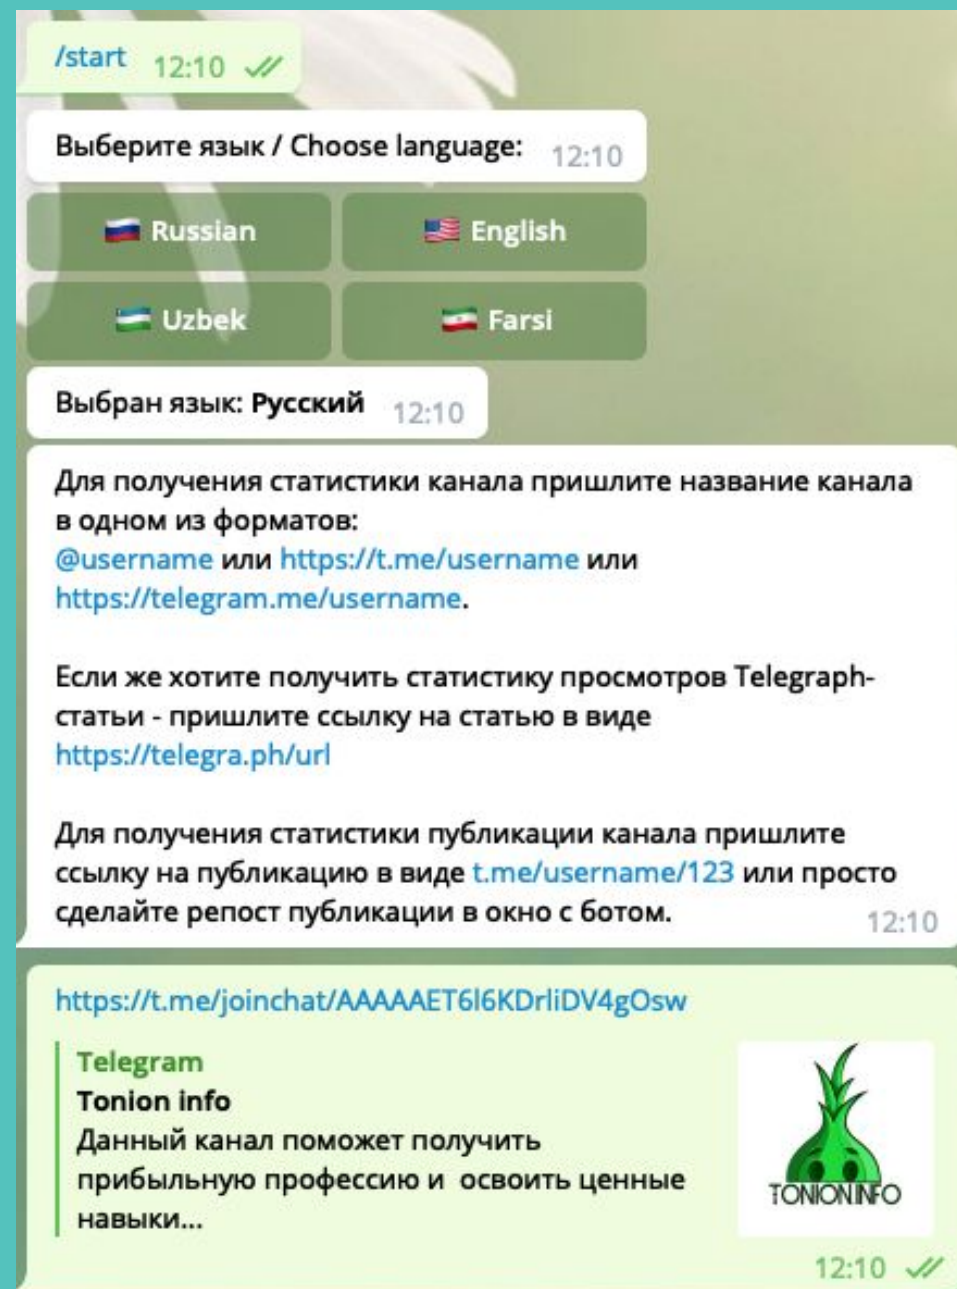 /start 12:10
Выберите язык / Choose language: 12:10
Russian English
Uzbek Farsi
Выбран язык: Русский 12:10
Для получения статистики канала пришлите название канала
в одном из форматов:
@username или https://t.me/username или
https://telegram.me/username.
Если же хотите получить статистику просмотров Telegraph-
статьи - пришлите ссылку на статью в виде
https://telegra.ph/url
Для получения статистики публикации канала пришлите
ссылку на публикацию в виде t.me/username/123 или просто
сделайте репост публикации в окно с ботом. 12:10
https://t.me/joinchat/AAAAAET6l6KDrliDV4gOsw
Telegram
Tonion info
Данный канал поможет получить
прибыльную профессию и освоить ценные
навыки...
TONION INFO
12:10